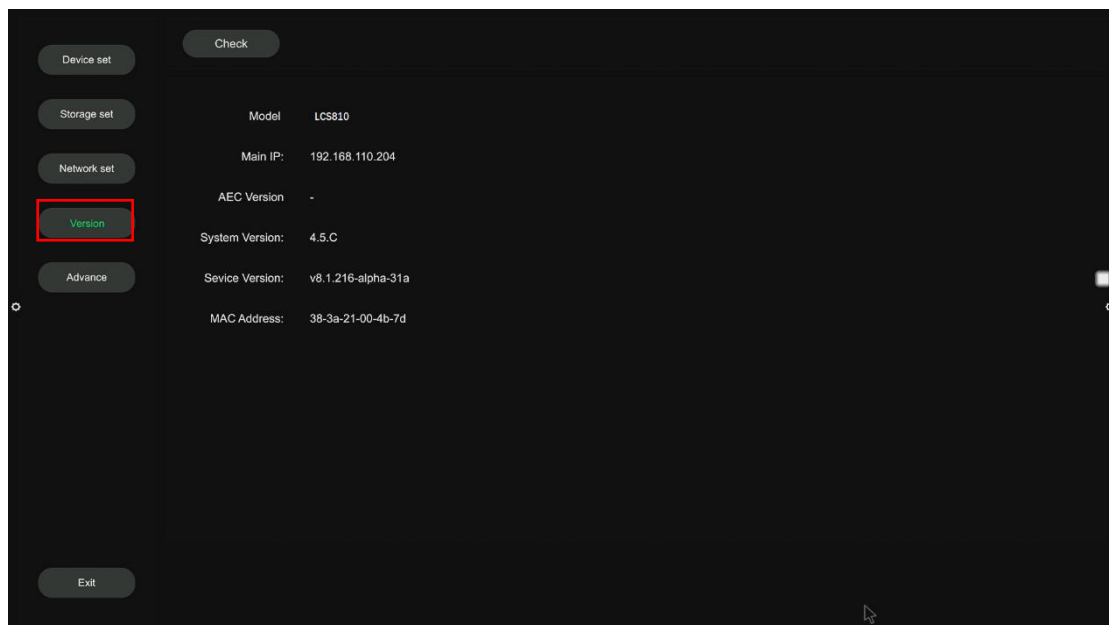 Check
Device set
Storage set
Network set
Version
Advance
Exit
Model LCS810
Main IP: 192.168.110.204
AEC Version -
System Version: 4.5.C
Sevice Version: v8.1.216-alpha-31a
MAC Address: 38-3a-21-00-4b-7d